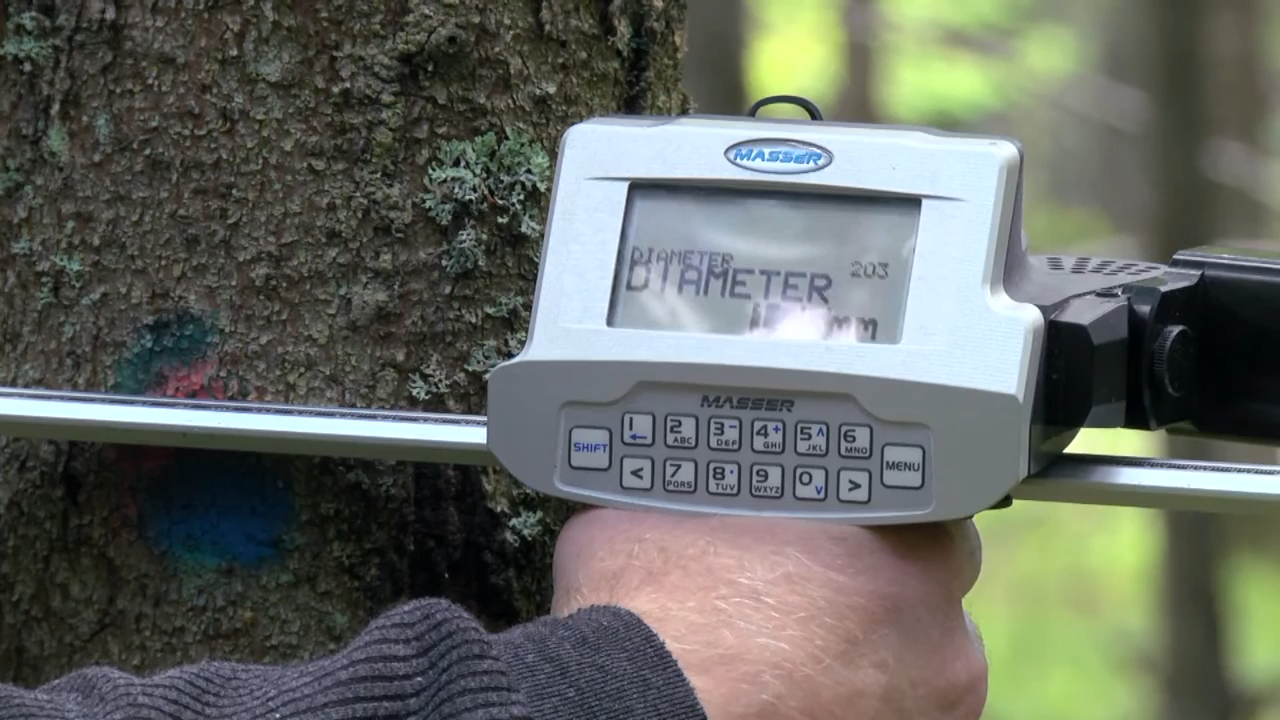 MASSER
DIAMETER
DIAMETER 203
mm
MASSER
SHIFT 1 2 ABC 3 - DEF 4 + GHI 5 ^ JKL 6 MNO MENU
< 7 PQRS 8 · TUV 9 WXYZ 0 v >